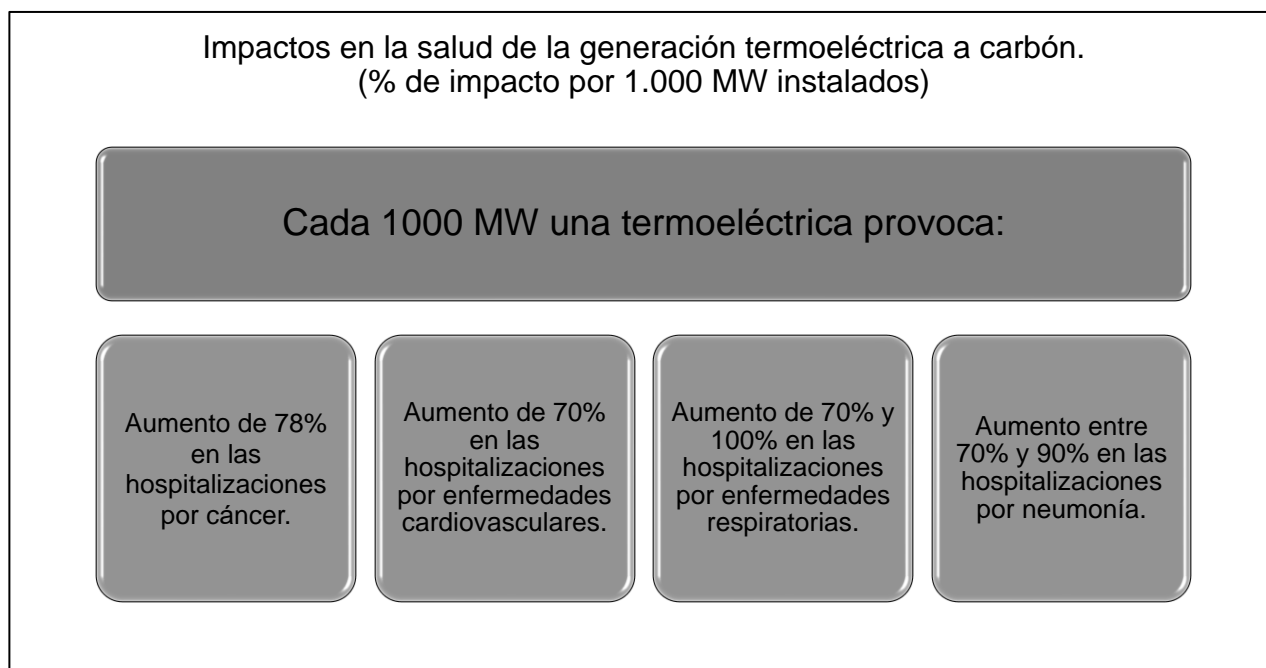 Impactos en la salud de la generación termoeléctrica a carbón.
(% de impacto por 1.000 MW instalados)
Cada 1000 MW una termoeléctrica provoca:
Aumento de 78%
en las
hospitalizaciones
por cáncer.
Aumento de 70%
en las
hospitalizaciones
por enfermedades
cardiovasculares.
Aumento de 70% y
100% en las
hospitalizaciones
por enfermedades
respiratorias.
Aumento entre
70% y 90% en las
hospitalizaciones
por neumonía.